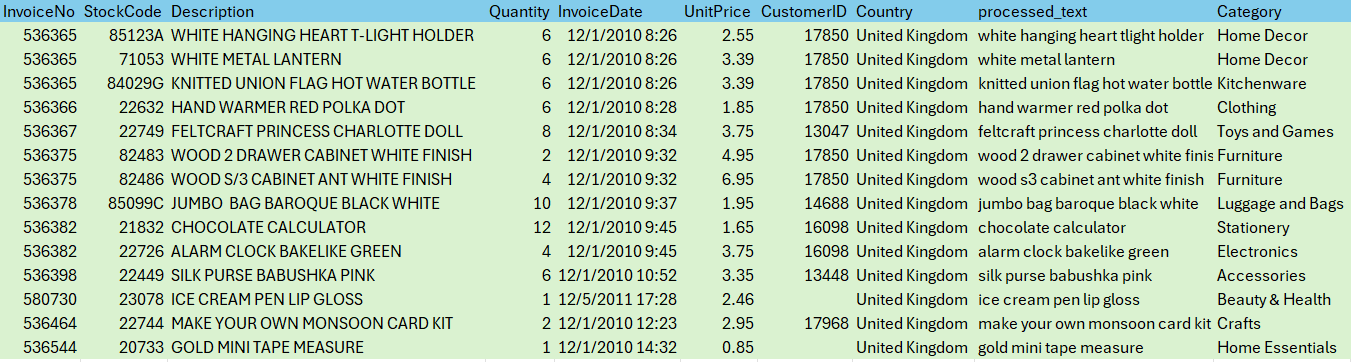 InvoiceNo StockCode Description Quantity InvoiceDate UnitPrice CustomerID Country processed_text Category
536365 85123A WHITE HANGING HEART T-LIGHT HOLDER 6 12/1/2010 8:26 2.55 17850 United Kingdom white hanging heart tlight holder Home Decor
536365 71053 WHITE METAL LANTERN 6 12/1/2010 8:26 3.39 17850 United Kingdom white metal lantern Home Decor
536365 84029G KNITTED UNION FLAG HOT WATER BOTTLE 6 12/1/2010 8:26 3.39 17850 United Kingdom knitted union flag hot water bottle Kitchenware
536366 22632 HAND WARMER RED POLKA DOT 6 12/1/2010 8:28 1.85 17850 United Kingdom hand warmer red polka dot Clothing
536367 22749 FELTCRAFT PRINCESS CHARLOTTE DOLL 8 12/1/2010 8:34 3.75 13047 United Kingdom feltcraft princess charlotte doll Toys and Games
536375 82483 WOOD 2 DRAWER CABINET WHITE FINISH 2 12/1/2010 9:32 4.95 17850 United Kingdom wood 2 drawer cabinet white finis Furniture
536375 82486 WOOD S/3 CABINET ANT WHITE FINISH 4 12/1/2010 9:32 6.95 17850 United Kingdom wood s3 cabinet ant white finish Furniture
536378 85099C JUMBO  BAG BAROQUE BLACK WHITE 10 12/1/2010 9:37 1.95 14688 United Kingdom jumbo bag baroque black white Luggage and Bags
536382 21832 CHOCOLATE CALCULATOR 12 12/1/2010 9:45 1.65 16098 United Kingdom chocolate calculator Stationery
536382 22726 ALARM CLOCK BAKELIKE GREEN 4 12/1/2010 9:45 3.75 16098 United Kingdom alarm clock bakelike green Electronics
536398 22449 SILK PURSE BABUSHKA PINK 6 12/1/2010 10:52 3.35 13448 United Kingdom silk purse babushka pink Accessories
580730 23078 ICE CREAM PEN LIP GLOSS 1 12/5/2011 17:28 2.46 United Kingdom ice cream pen lip gloss Beauty & Health
536464 22744 MAKE YOUR OWN MONSOON CARD KIT 2 12/1/2010 12:23 2.95 17968 United Kingdom make your own monsoon card kit Crafts
536544 20733 GOLD MINI TAPE MEASURE 1 12/1/2010 14:32 0.85 United Kingdom gold mini tape measure Home Essentials